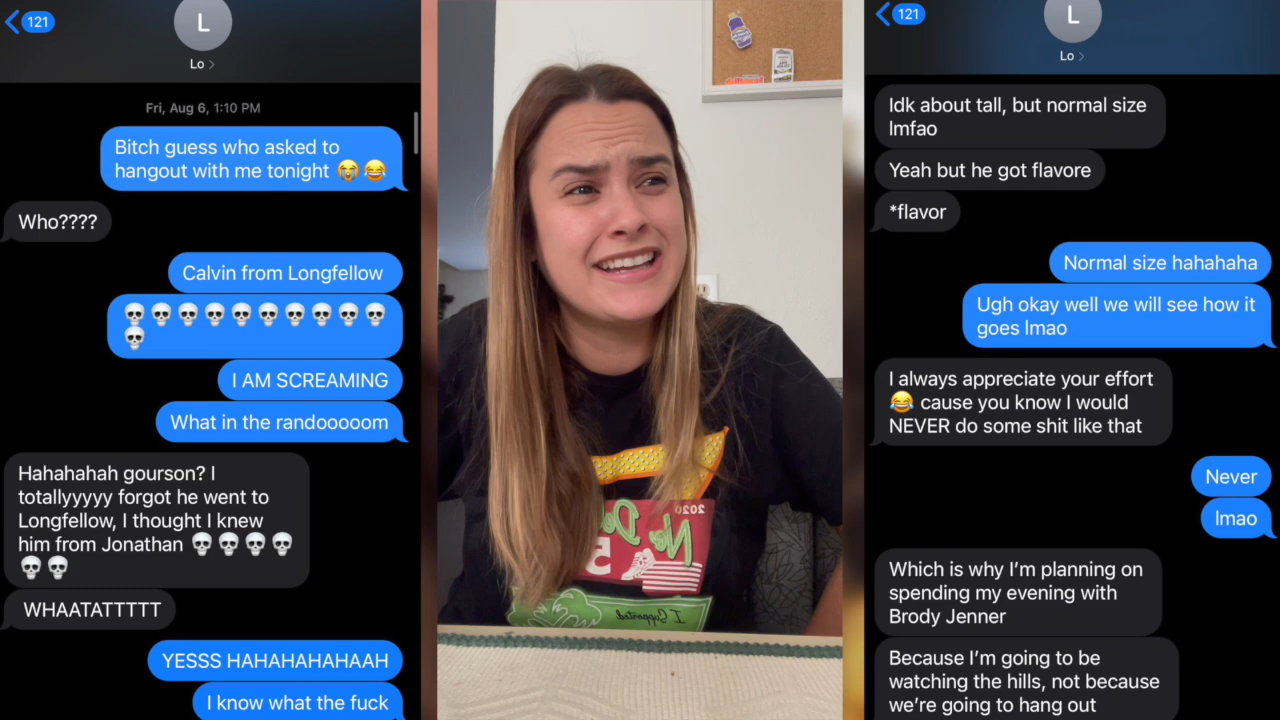 121
L
Lo >
Fri, Aug 6, 1:10 PM
Bitch guess who asked to
hangout with me tonight 😭 😂
Who????
Calvin from Longfellow
💀 💀 💀 💀 💀 💀 💀 💀 💀 💀
💀
I AM SCREAMING
What in the randooooom
Hahahahah gourson? I
totallyyyyy forgot he went to
Longfellow, I thought I knew
him from Jonathan 💀 💀 💀 💀
💀 💀
WHAATATTTTT
YESSS HAHAHAHAHAAH
I know what the fuck
2020
5
I Supported
121
L
Lo >
Idk about tall, but normal size
lmfao
Yeah but he got flavore
*flavor
Normal size hahahaha
Ugh okay well we will see how it
goes lmao
I always appreciate your effort
😂 cause you know I would
NEVER do some shit like that
Never
lmao
Which is why I'm planning on
spending my evening with
Brody Jenner
Because I'm going to be
watching the hills, not because
we're going to hang out